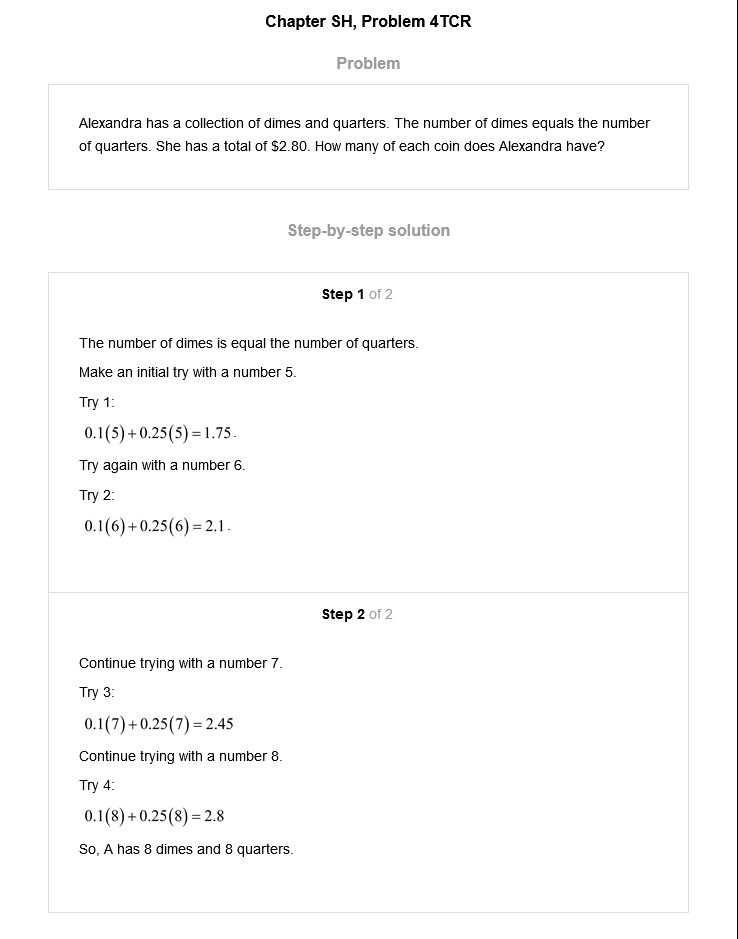 Chapter SH, Problem 4TCR
Problem
Alexandra has a collection of dimes and quarters. The number of dimes equals the number
of quarters. She has a total of $2.80. How many of each coin does Alexandra have?
Step-by-step solution
Step 1 of 2
The number of dimes is equal the number of quarters.
Make an initial try with a number 5.
Try 1:
0.1(5)+0.25(5)=1.75.
Try again with a number 6.
Try 2:
0.1(6)+0.25(6)=2.1.
Step 2 of 2
Continue trying with a number 7.
Try 3:
0.1(7)+0.25(7)=2.45
Continue trying with a number 8.
Try 4:
0.1(8)+0.25(8)=2.8
So, A has 8 dimes and 8 quarters.